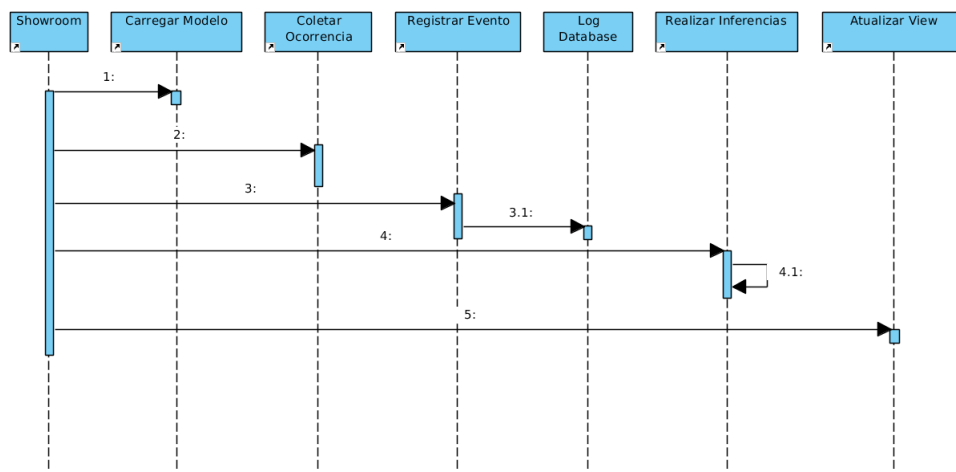 Showroom
Carregar Modelo
Coletar
Ocorrencia
Registrar Evento
Log
Database
Realizar Inferencias
Atualizar View
1:
2:
3:
3.1:
4:
4.1:
5: